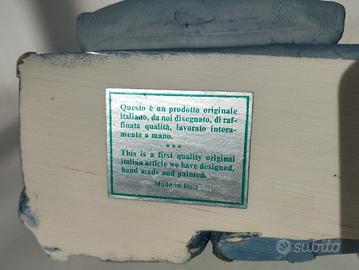 Questo è un prodotto originale
italiano, da noi disegnato, di raf-
finata qualità, lavorato intera-
mente a mano.
* * *
This is a first quality original
italian article we have designed,
hand made and painted.
Made in Italy
subito